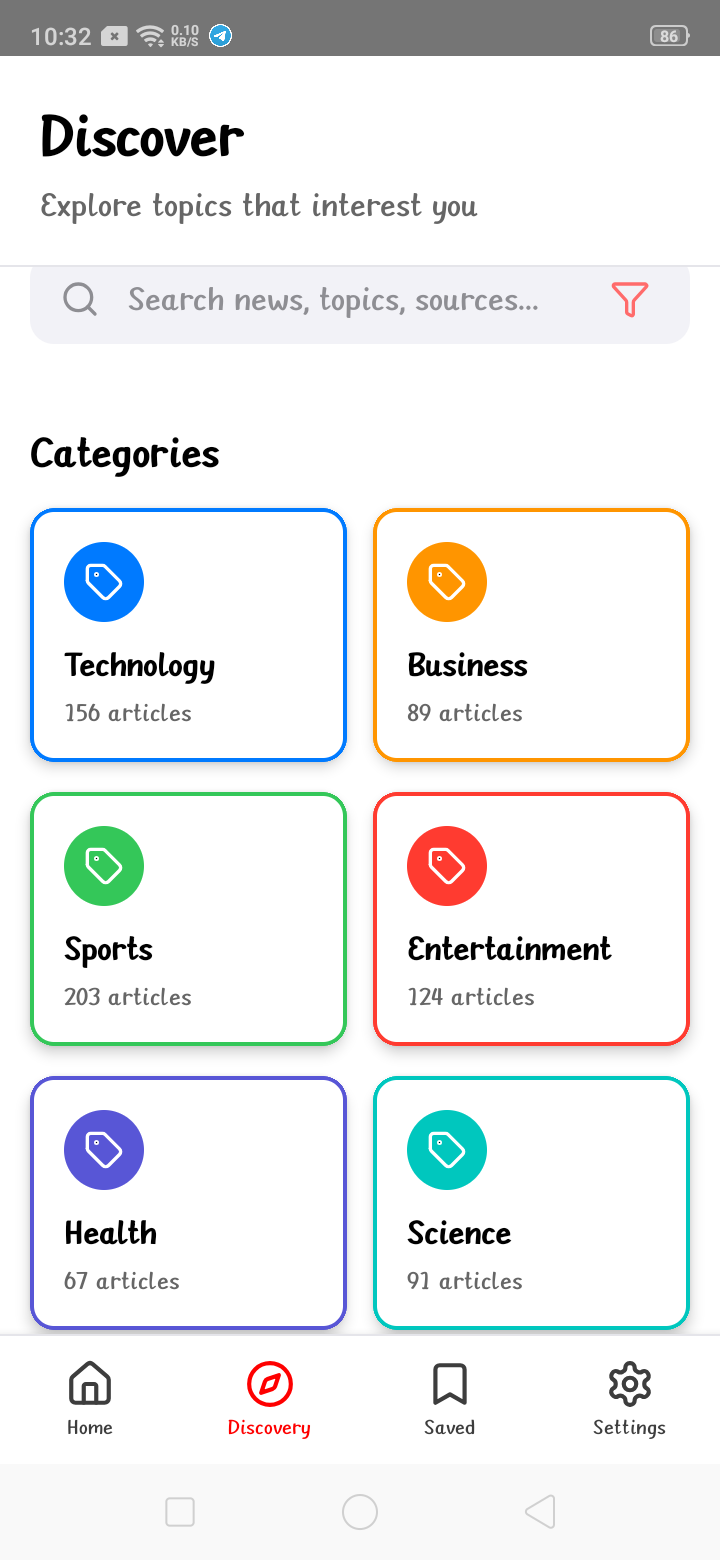 10:32 0.10 KB/S 86
Discover
Explore topics that interest you
Search news, topics, sources...
Categories
Technology Business
156 articles 89 articles
Sports Entertainment
203 articles 124 articles
Health Science
67 articles 91 articles
Home Discovery Saved Settings